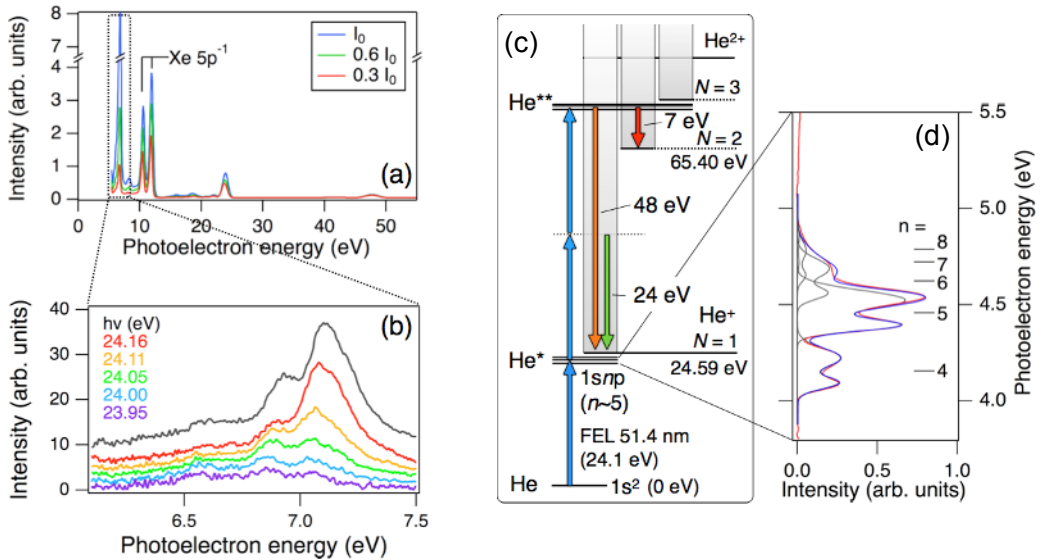 (a)
Intensity (arb. units)
8
7
6
3
2
1
0
Xe 5p⁻¹
I₀
0.6 I₀
0.3 I₀
0 10 20 30 40 50
Photoelectron energy (eV)
(b)
Intensity (arb. units)
40
30
20
10
0
hν (eV)
24.16
24.11
24.05
24.00
23.95
6.5 7.0 7.5
Photoelectron energy (eV)
(c)
He²⁺
N = 3
He**
7 eV
N = 2
65.40 eV
48 eV
24 eV
He⁺
N = 1
He*
24.59 eV
1snp
(n~5)
FEL 51.4 nm
(24.1 eV)
He
1s² (0 eV)
(d)
5.5
5.0
4.5
4.0
Photoelectron energy (eV)
n =
8
7
6
5
4
0.0 0.5 1.0
Intensity (arb. units)